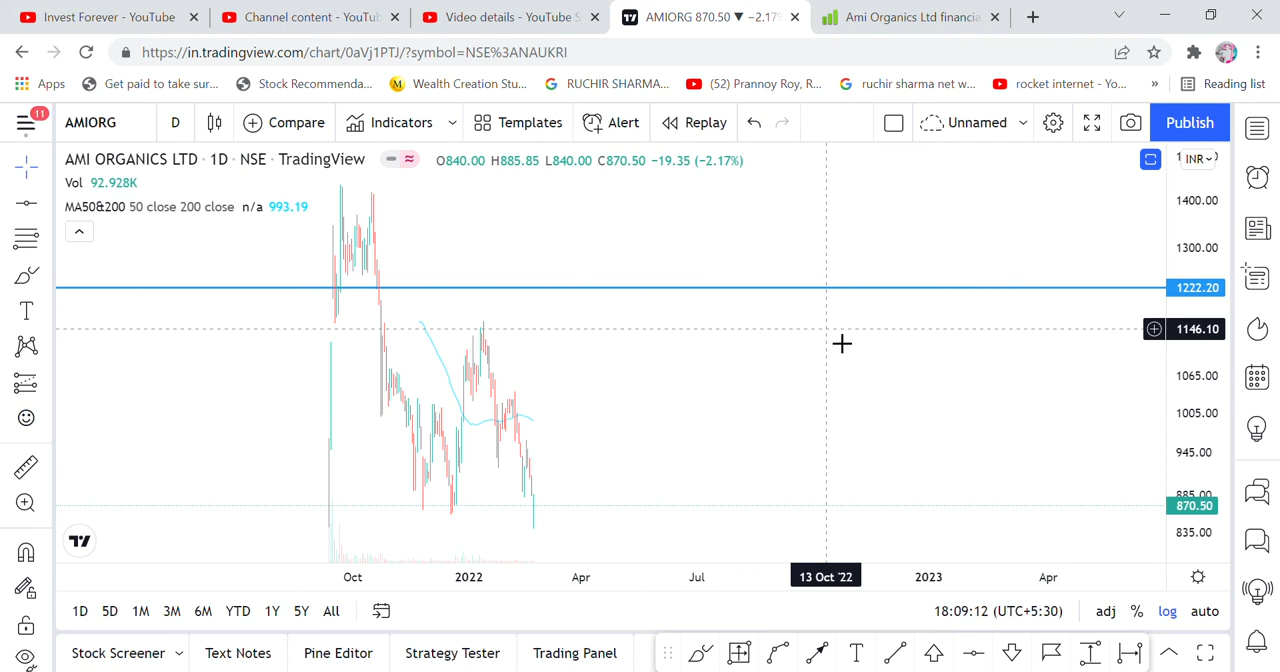 Invest Forever - YouTube
Channel content - YouTub
Video details - YouTube S
AMIORG 870.50 ▼ −2.17%
Ami Organics Ltd financia
https://in.tradingview.com/chart/0aVj1PTJ/?symbol=NSE%3ANAUKRI
Apps
Get paid to take sur...
Stock Recommenda...
Wealth Creation Stu...
RUCHIR SHARMA...
(52) Prannoy Roy, R...
ruchir sharma net w...
rocket internet - Yo...
»
Reading list
11
AMIORG
D
Compare
Indicators
Templates
Alert
Replay
Unnamed
Publish
AMI ORGANICS LTD · 1D · NSE · TradingView
O840.00 H885.85 L840.00 C870.50 −19.35 (−2.17%)
INR
Vol 92.928K
MA50&200 50 close 200 close n/a 993.19
1400.00
1300.00
1222.20
1146.10
1065.00
1005.00
945.00
885.00
870.50
835.00
Oct
2022
Apr
Jul
13 Oct '22
2023
Apr
1D 5D 1M 3M 6M YTD 1Y 5Y All
18:09:12 (UTC+5:30)
adj % log auto
Stock Screener
Text Notes
Pine Editor
Strategy Tester
Trading Panel